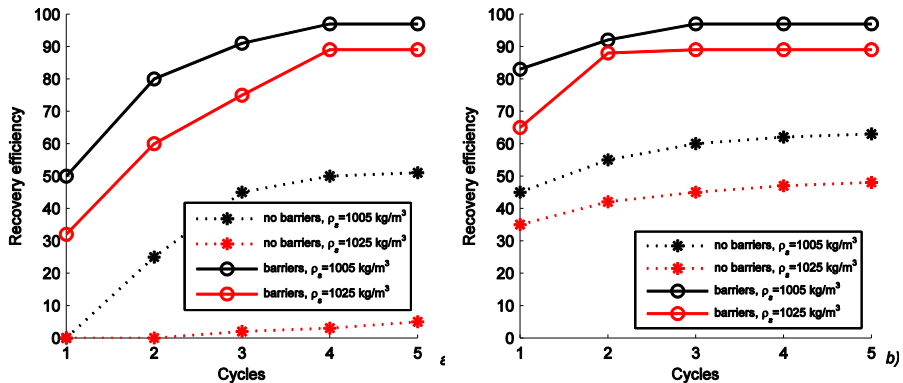 100
90
80
70
60
50
40
30
20
10
0
Recovery efficiency
no barriers, ρs=1005 kg/m³
no barriers, ρs=1025 kg/m³
barriers, ρs=1005 kg/m³
barriers, ρs=1025 kg/m³
1 2 3 4 5
Cycles
100
90
80
70
60
50
40
30
20
10
0
Recovery efficiency
no barriers, ρs=1005 kg/m³
no barriers, ρs=1025 kg/m³
barriers, ρs=1005 kg/m³
barriers, ρs=1025 kg/m³
1 2 3 4 5
Cycles
b)